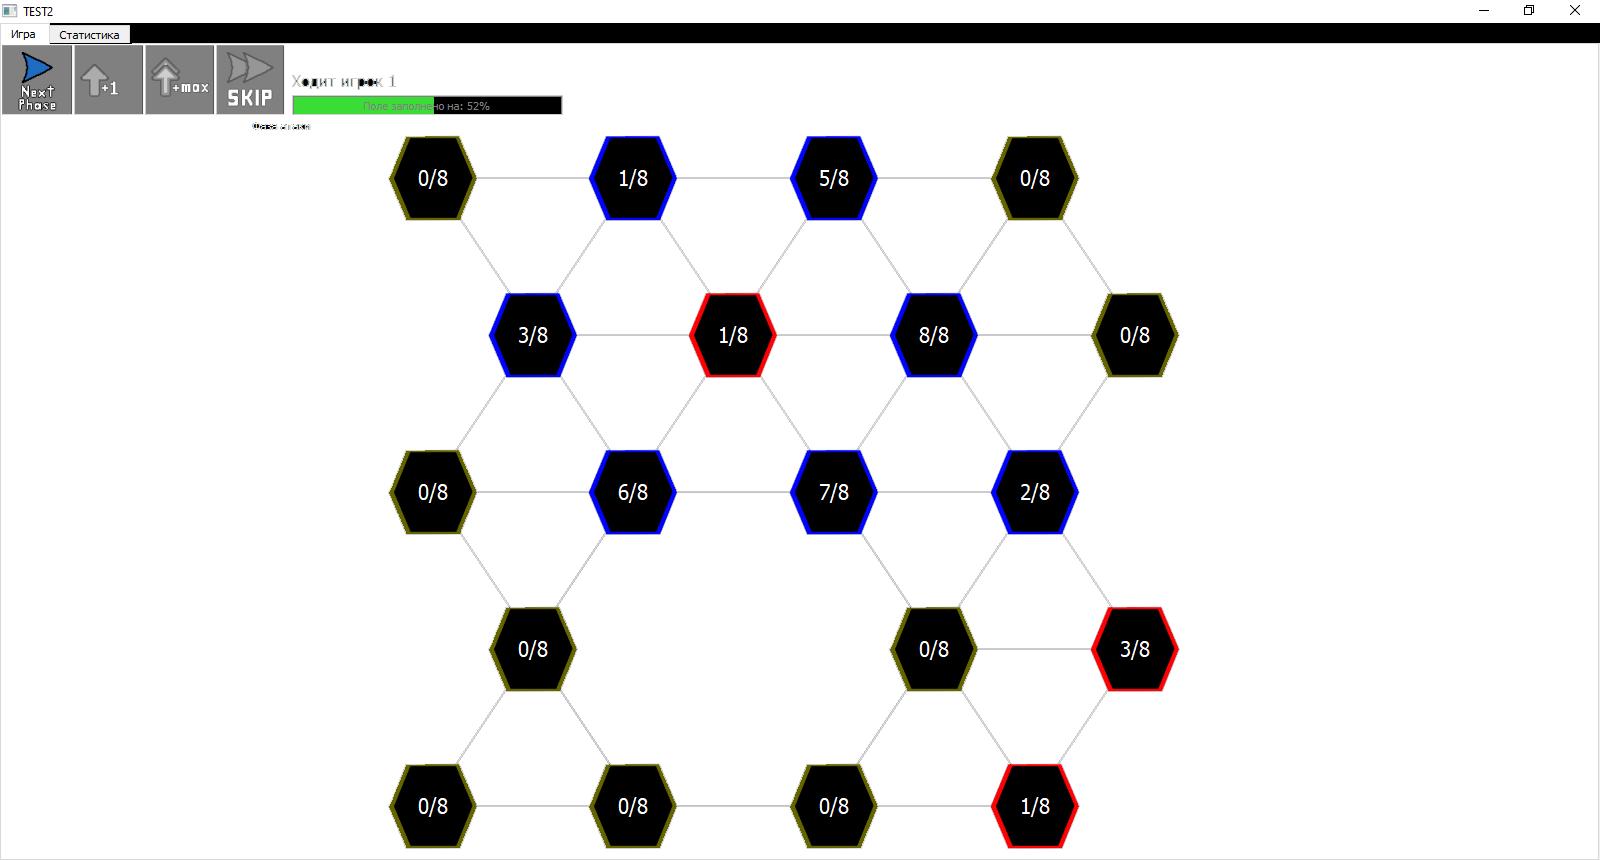 TEST2
Игра Статистика
Next Phase +1 +max SKIP
Ходит игрок 1
Поле заполнено на: 52%
Фаза атаки
0/8 1/8 5/8 0/8
3/8 1/8 8/8 0/8
0/8 6/8 7/8 2/8
0/8 0/8 3/8
0/8 0/8 0/8 1/8